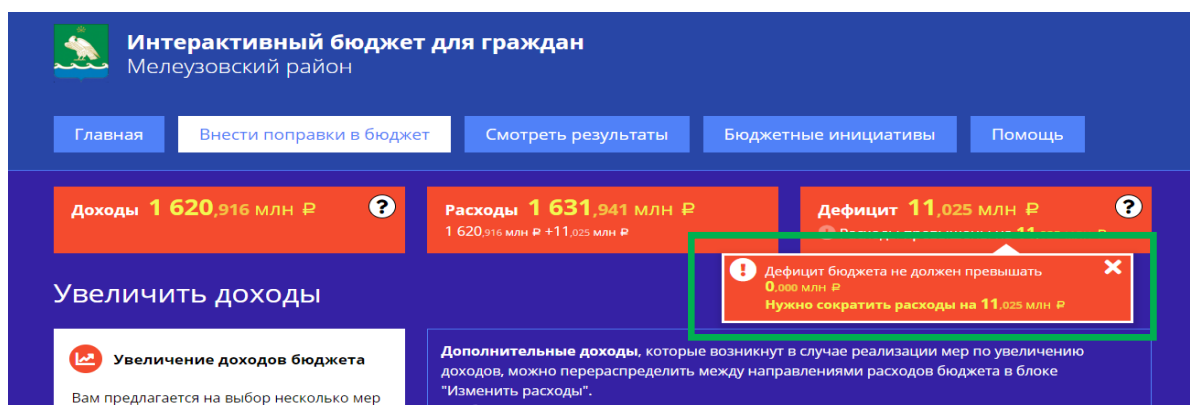 Интерактивный бюджет для граждан
Мелеузовский район
Главная
Внести поправки в бюджет
Смотреть результаты
Бюджетные инициативы
Помощь
Доходы 1 620,916 млн ₽ ?
Расходы 1 631,941 млн ₽
1 620,916 млн ₽ +11,025 млн ₽
Дефицит 11,025 млн ₽ ?
Дефицит бюджета не должен превышать
0,000 млн ₽
Нужно сократить расходы на 11,025 млн ₽
Увеличить доходы
Увеличение доходов бюджета
Вам предлагается на выбор несколько мер
Дополнительные доходы, которые возникнут в случае реализации мер по увеличению
доходов, можно перераспределить между направлениями расходов бюджета в блоке
"Изменить расходы".